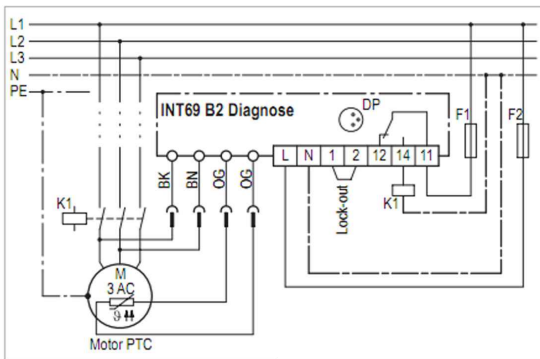 L1
L2
L3
N
PE
INT69 B2 Diagnose
DP
F1
F2
L N 1 2 12 14 11
BK
BN
OG
OG
Lock-out
K1
K1
M
3 AC
ϑ
Motor PTC